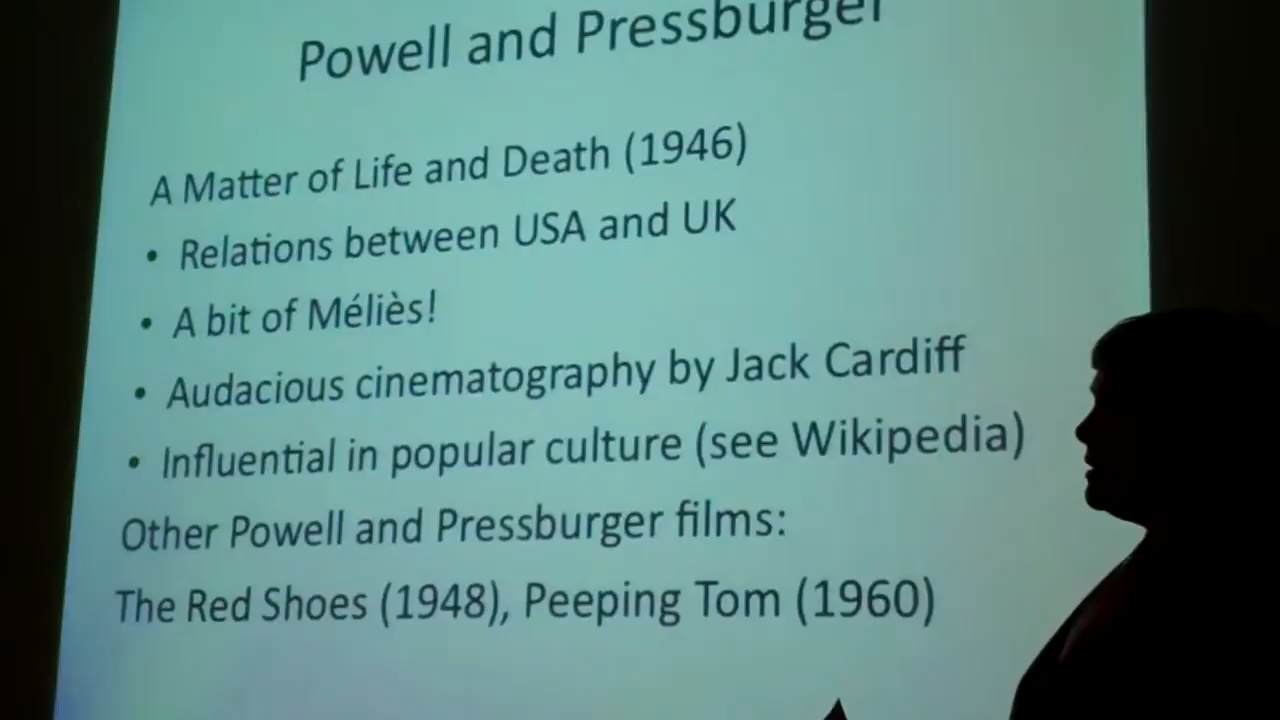 Powell and Pressburger
A Matter of Life and Death (1946)
• Relations between USA and UK
• A bit of Méliès!
• Audacious cinematography by Jack Cardiff
• Influential in popular culture (see Wikipedia)
Other Powell and Pressburger films:
The Red Shoes (1948), Peeping Tom (1960)